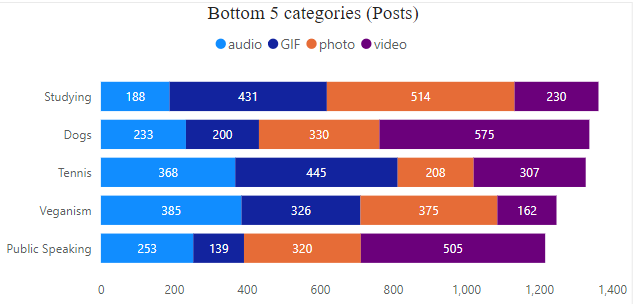 Bottom 5 categories (Posts)
audio GIF photo video
Studying 188 431 514 230
Dogs 233 200 330 575
Tennis 368 445 208 307
Veganism 385 326 375 162
Public Speaking 253 139 320 505
0 200 400 600 800 1,000 1,200 1,400